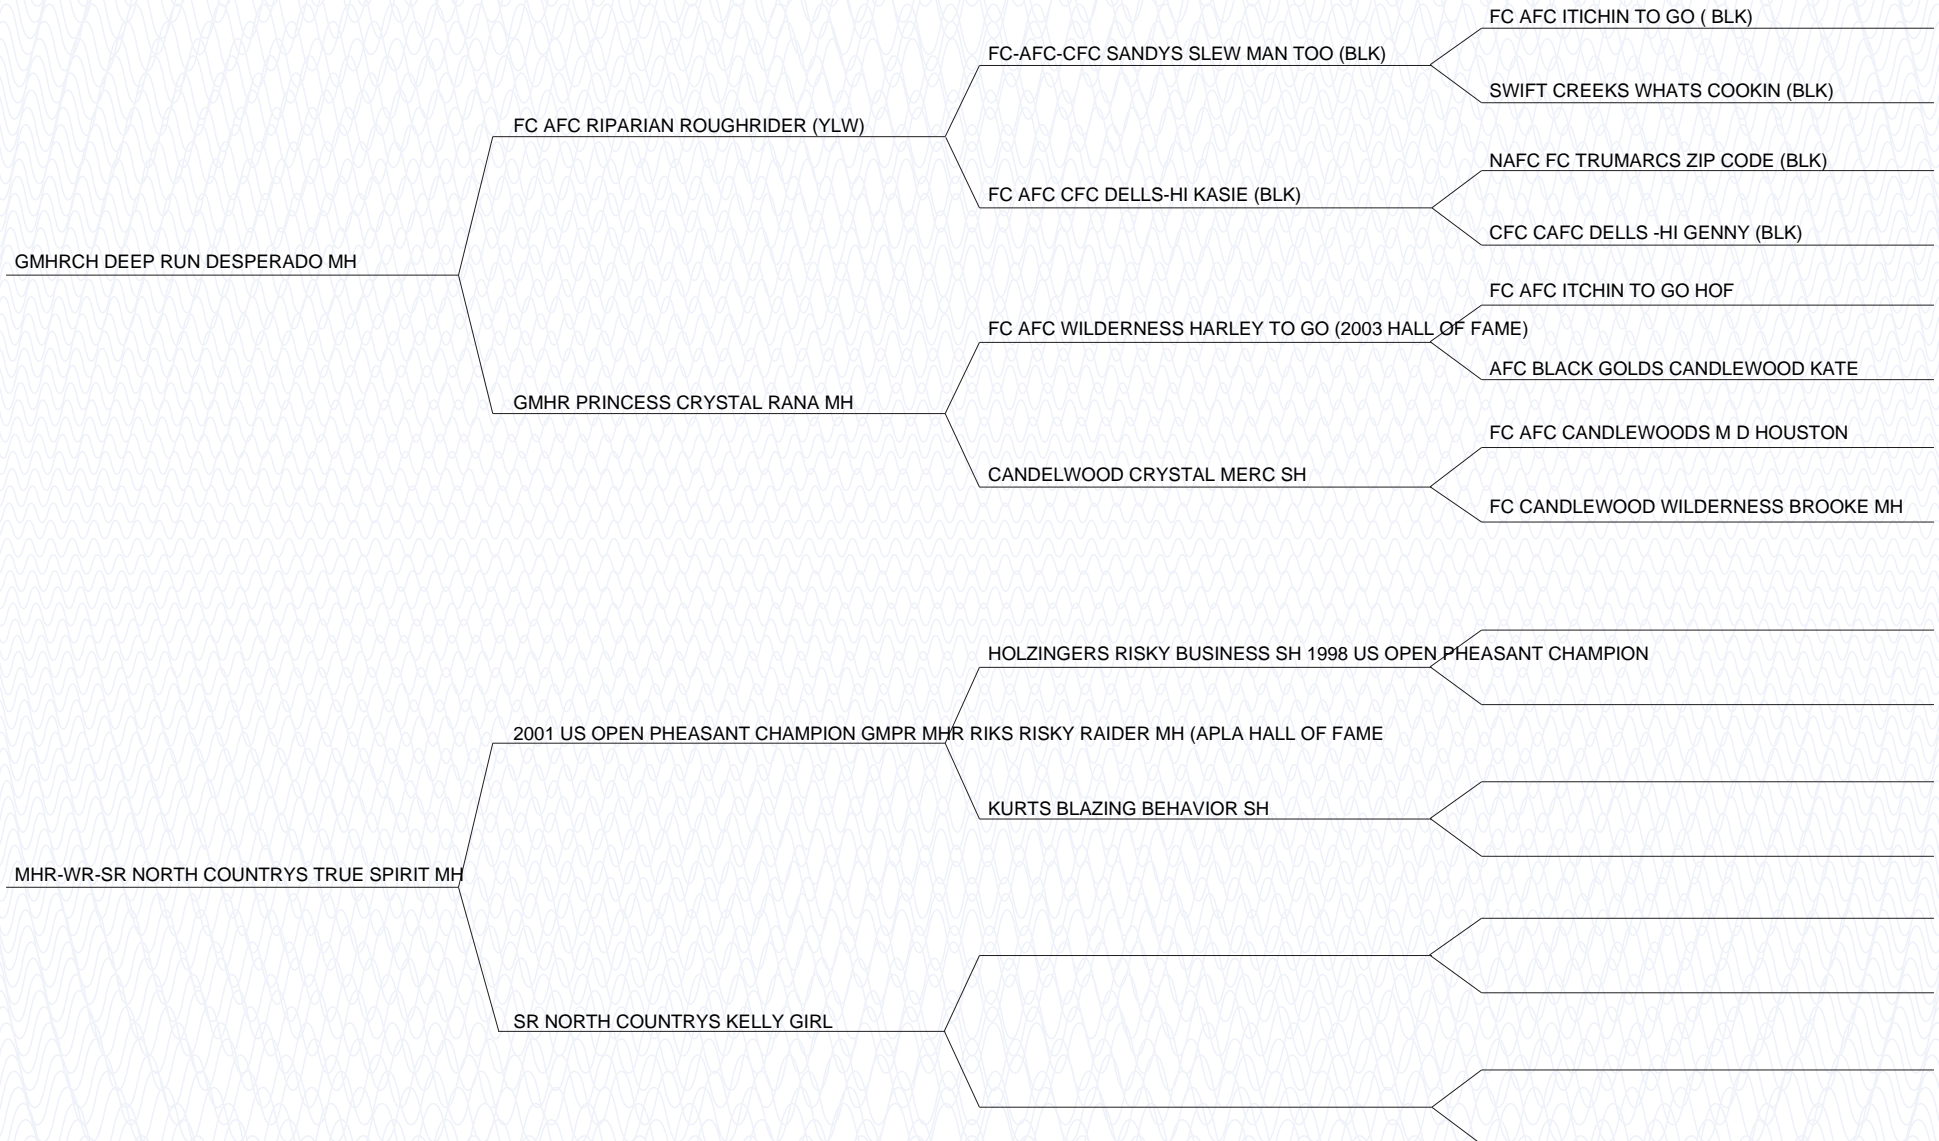 FC AFC ITICHIN TO GO ( BLK)
FC-AFC-CFC SANDYS SLEW MAN TOO (BLK)
SWIFT CREEKS WHATS COOKIN (BLK)
FC AFC RIPARIAN ROUGHRIDER (YLW)
NAFC FC TRUMARCS ZIP CODE (BLK)
FC AFC CFC DELLS-HI KASIE (BLK)
CFC CAFC DELLS -HI GENNY (BLK)
GMHRCH DEEP RUN DESPERADO MH
FC AFC ITCHIN TO GO HOF
FC AFC WILDERNESS HARLEY TO GO (2003 HALL OF FAME)
AFC BLACK GOLDS CANDLEWOOD KATE
GMHR PRINCESS CRYSTAL RANA MH
FC AFC CANDLEWOODS M D HOUSTON
CANDELWOOD CRYSTAL MERC SH
FC CANDLEWOOD WILDERNESS BROOKE MH
HOLZINGERS RISKY BUSINESS SH 1998 US OPEN PHEASANT CHAMPION
2001 US OPEN PHEASANT CHAMPION GMPR MHR RIKS RISKY RAIDER MH (APLA HALL OF FAME
KURTS BLAZING BEHAVIOR SH
MHR-WR-SR NORTH COUNTRYS TRUE SPIRIT MH
SR NORTH COUNTRYS KELLY GIRL